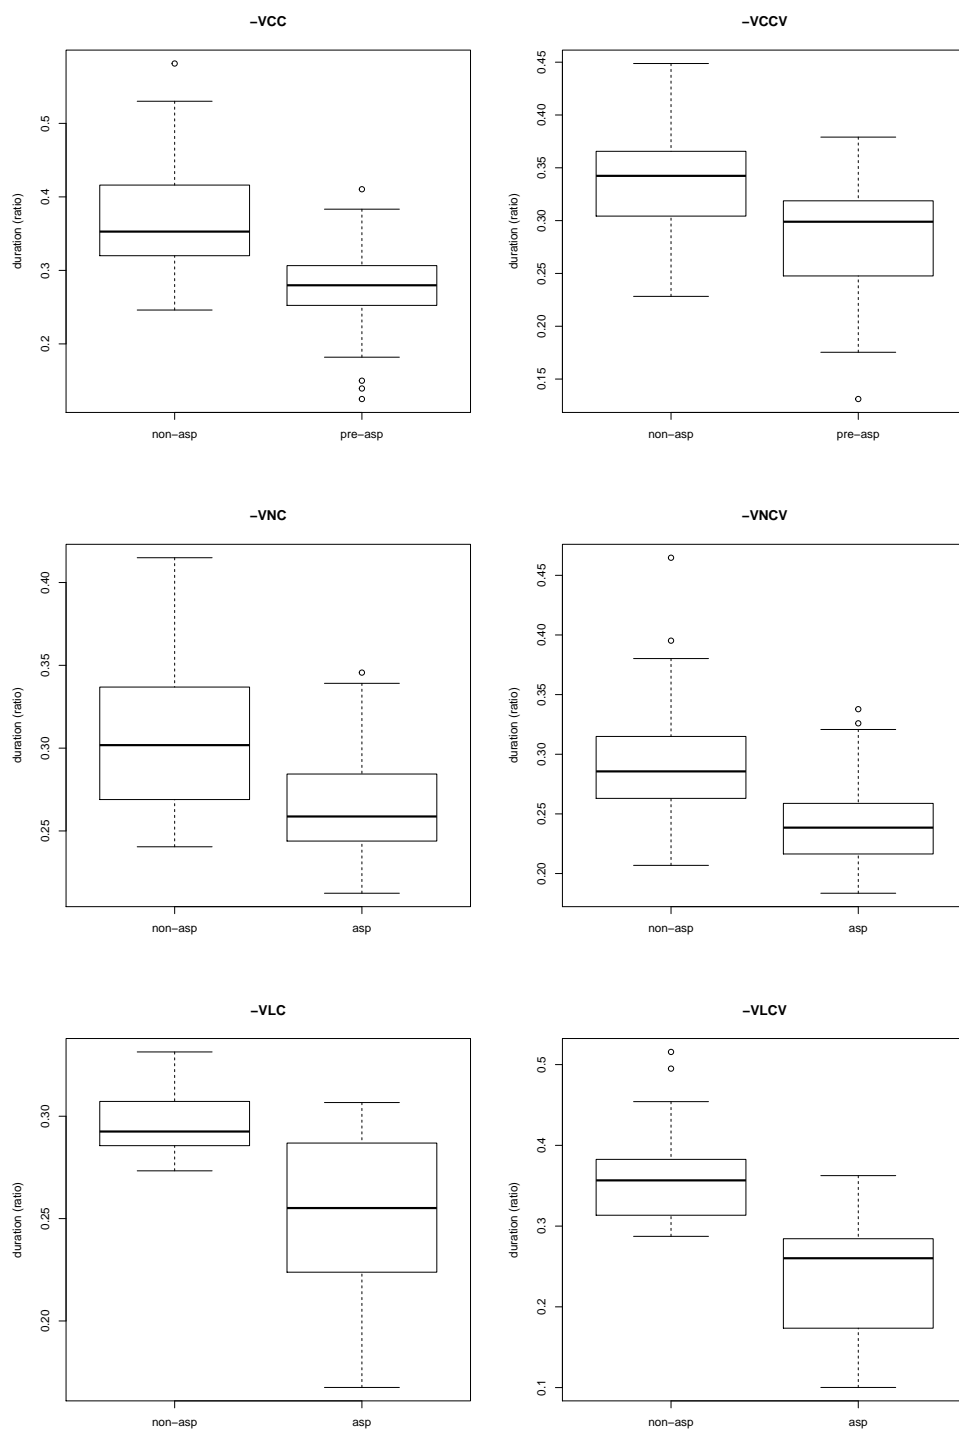 −VCC
duration (ratio)
0.5
0.4
0.3
0.2
non−asp pre−asp
−VCCV
duration (ratio)
0.45
0.40
0.35
0.30
0.25
0.20
0.15
non−asp pre−asp
−VNC
duration (ratio)
0.40
0.35
0.30
0.25
non−asp asp
−VNCV
duration (ratio)
0.45
0.40
0.35
0.30
0.25
0.20
non−asp asp
−VLC
duration (ratio)
0.30
0.25
0.20
non−asp asp
−VLCV
duration (ratio)
0.5
0.4
0.3
0.2
0.1
non−asp asp